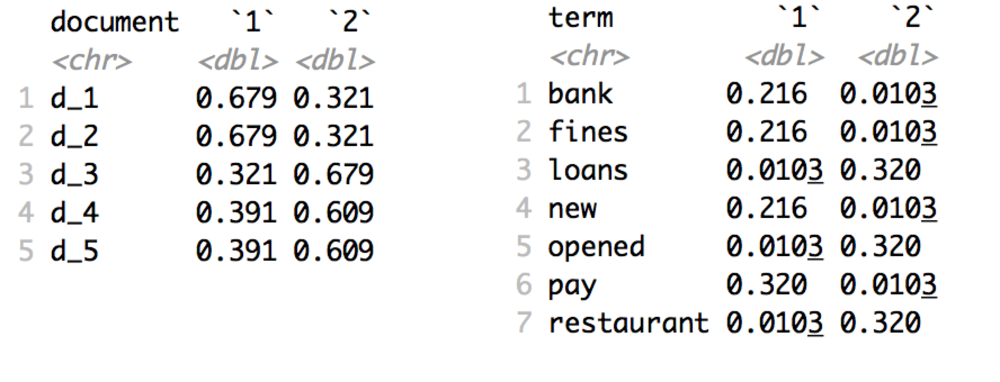 document `1` `2`
<chr> <dbl> <dbl>
1 d_1 0.679 0.321
2 d_2 0.679 0.321
3 d_3 0.321 0.679
4 d_4 0.391 0.609
5 d_5 0.391 0.609
term `1` `2`
<chr> <dbl> <dbl>
1 bank 0.216 0.0103
2 fines 0.216 0.0103
3 loans 0.0103 0.320
4 new 0.216 0.0103
5 opened 0.0103 0.320
6 pay 0.320 0.0103
7 restaurant 0.0103 0.320